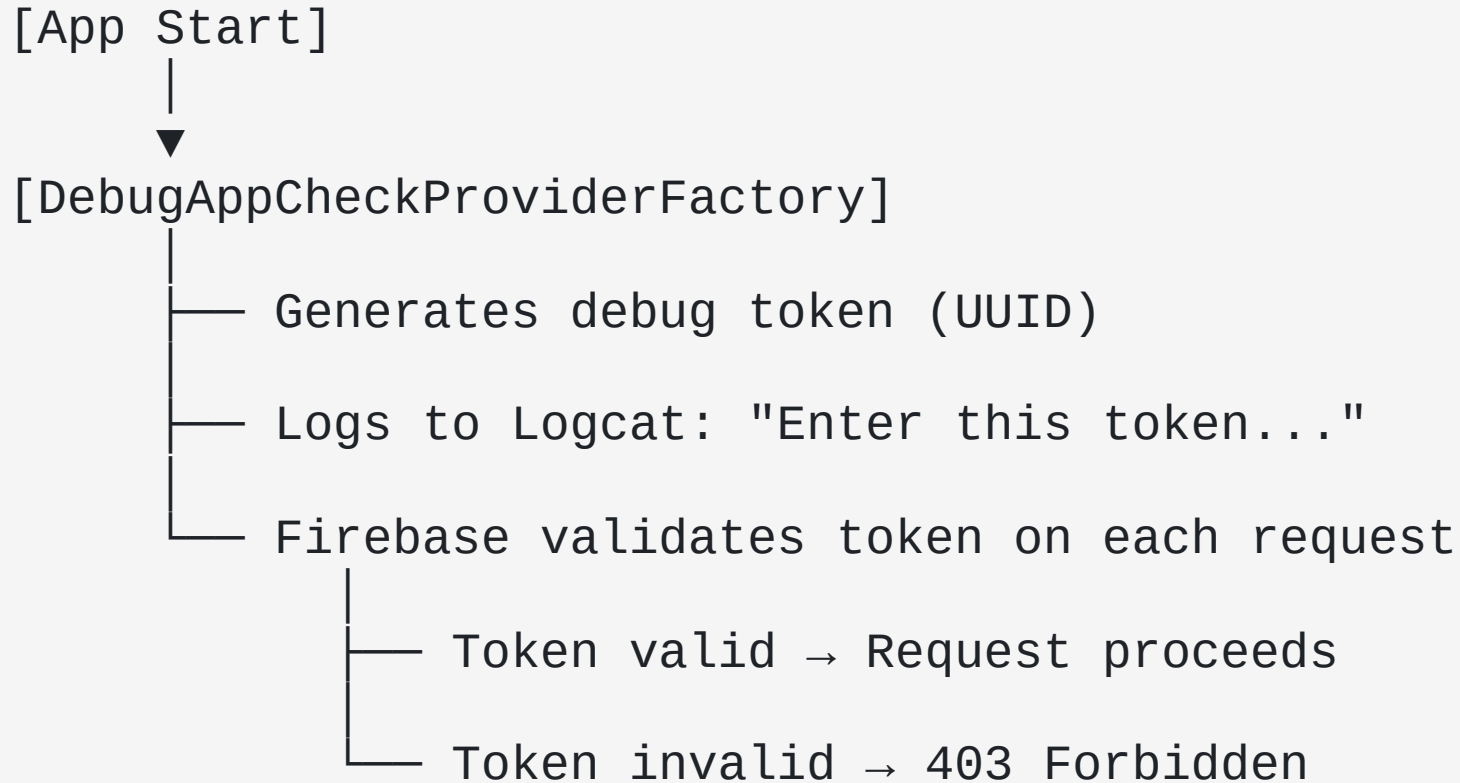 [App Start]
[DebugAppCheckProviderFactory]
Generates debug token (UUID)
Logs to Logcat: "Enter this token..."
Firebase validates token on each request
Token valid → Request proceeds
Token invalid → 403 Forbidden